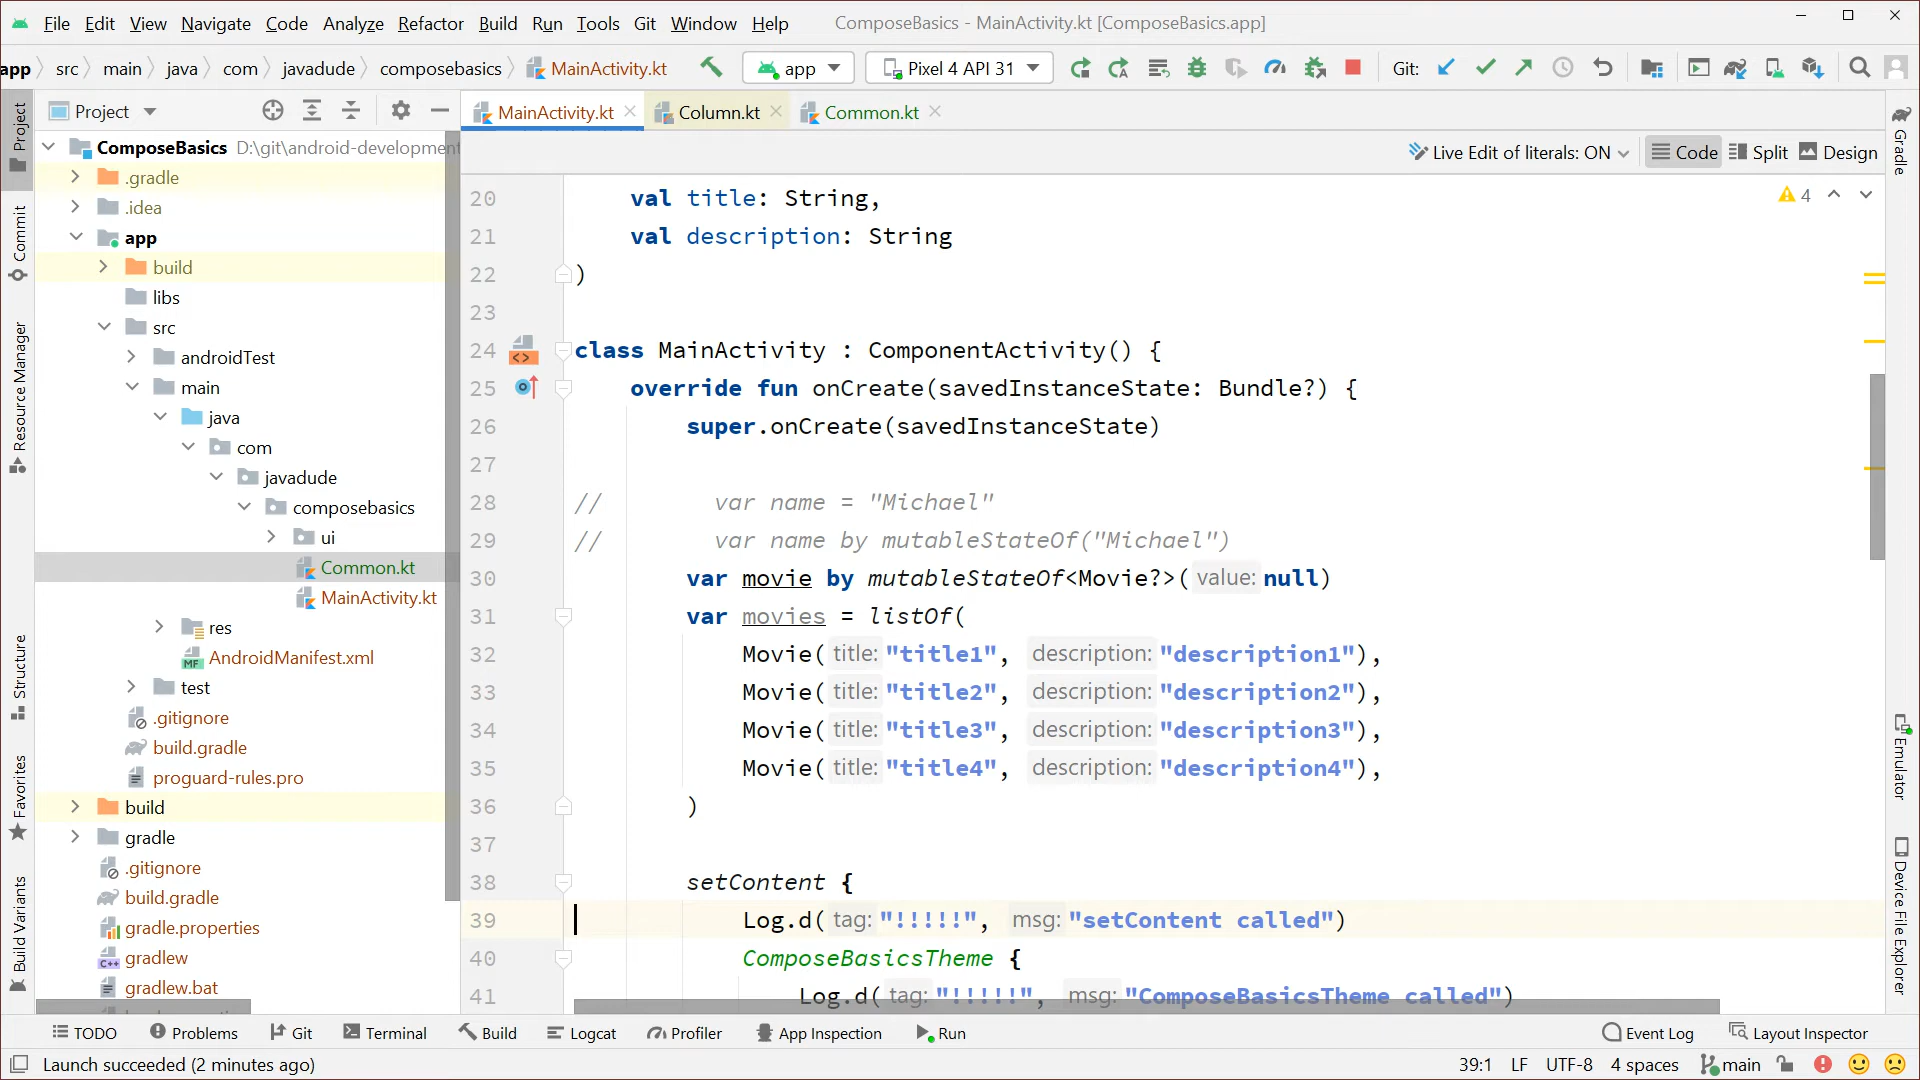 File Edit View Navigate Code Analyze Refactor Build Run Tools Git Window Help ComposeBasics - MainActivity.kt [ComposeBasics.app]
app src main java com javadude composebasics MainActivity.kt app Pixel 4 API 31 Git:
Project
MainActivity.kt Column.kt Common.kt
ComposeBasics D:\git\android-development
Live Edit of literals: ON Code Split Design
.gradle
.idea
app
build
libs
src
androidTest
main
java
com
javadude
composebasics
ui
Common.kt
MainActivity.kt
res
AndroidManifest.xml
test
.gitignore
build.gradle
proguard-rules.pro
build
gradle
.gitignore
build.gradle
gradle.properties
gradlew
gradlew.bat
4
20 val title: String,
21 val description: String
22 )
23
24 class MainActivity : ComponentActivity() {
25 override fun onCreate(savedInstanceState: Bundle?) {
26 super.onCreate(savedInstanceState)
27
28 // var name = "Michael"
29 // var name by mutableStateOf("Michael")
30 var movie by mutableStateOf<Movie?>( value: null)
31 var movies = listOf(
32 Movie( title: "title1", description: "description1"),
33 Movie( title: "title2", description: "description2"),
34 Movie( title: "title3", description: "description3"),
35 Movie( title: "title4", description: "description4"),
36 )
37
38 setContent {
39 Log.d( tag: "!!!!!", msg: "setContent called")
40 ComposeBasicsTheme {
41 Log.d( tag: "!!!!!", msg: "ComposeBasicsTheme called")
Project
Commit
Resource Manager
Structure
Favorites
Build Variants
Gradle
Emulator
Device File Explorer
TODO Problems Git Terminal Build Logcat Profiler App Inspection Run Event Log Layout Inspector
Launch succeeded (2 minutes ago) 39:1 LF UTF-8 4 spaces main